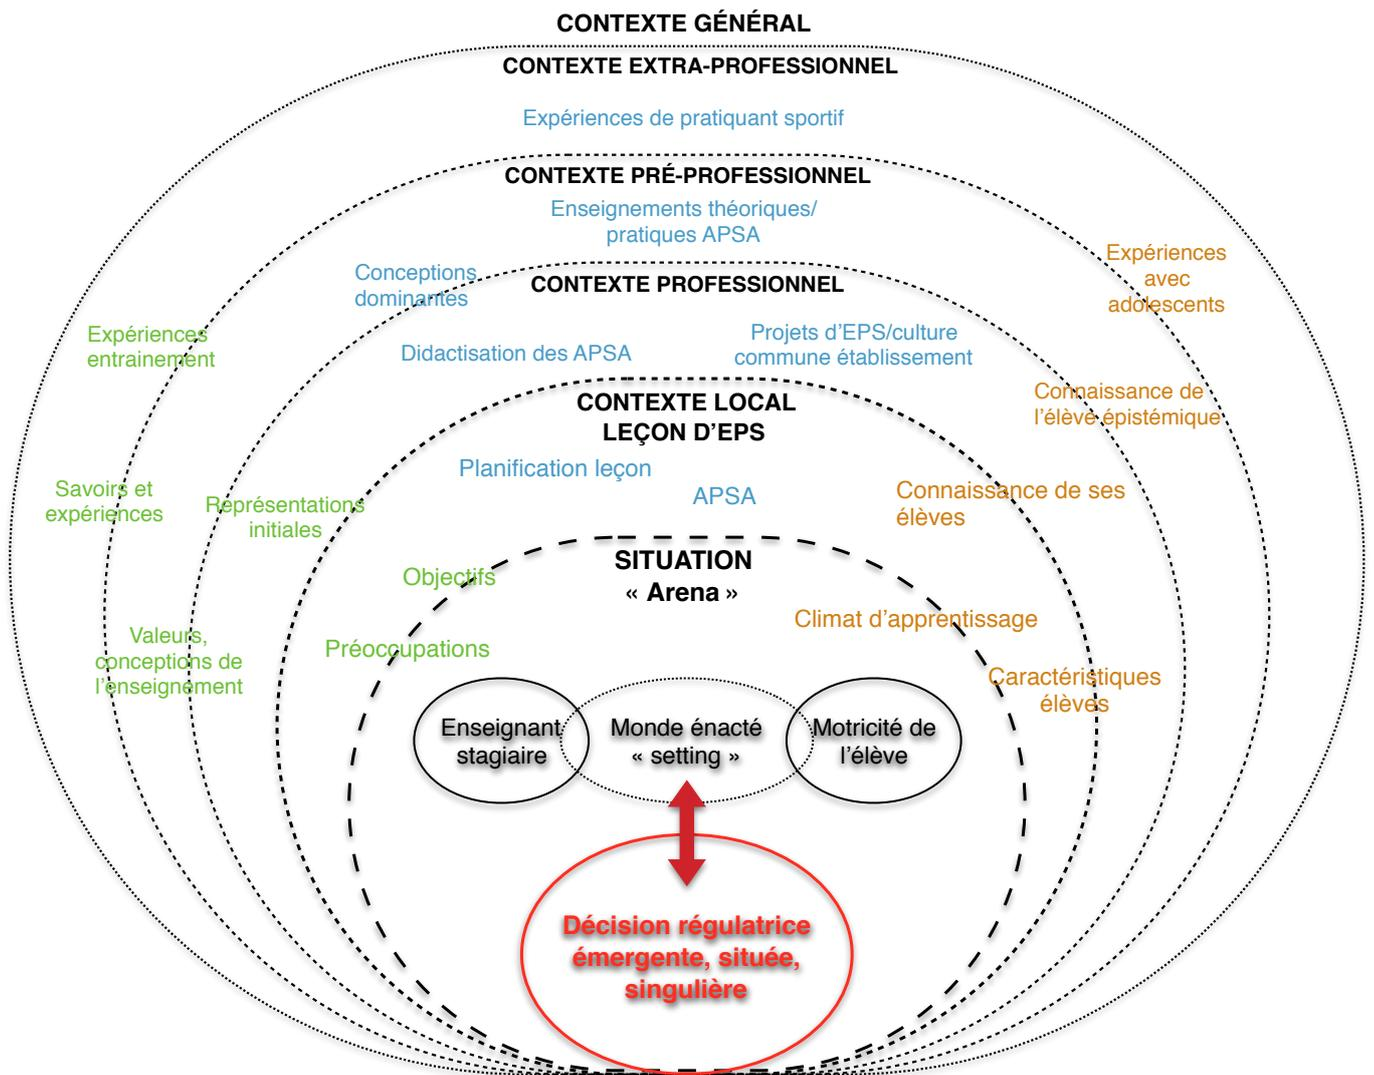 CONTEXTE GÉNÉRAL
CONTEXTE EXTRA-PROFESSIONNEL
Expériences de pratiquant sportif
CONTEXTE PRÉ-PROFESSIONNEL
Enseignements théoriques/
pratiques APSA
Expériences
avec
adolescents
Conceptions
dominantes
CONTEXTE PROFESSIONNEL
Expériences
entrainement
Didactisation des APSA
Projets d'EPS/culture
commune établissement
Connaissance de
l'élève épistémique
CONTEXTE LOCAL
LEÇON D'EPS
Planification leçon
APSA
Savoirs et
expériences
Représentations
initiales
Connaissance de ses
élèves
SITUATION
« Arena »
Objectifs
Climat d'apprentissage
Valeurs,
conceptions de
l'enseignement
Préoccupations
Caractéristiques
élèves
Enseignant
stagiaire
Monde énacté
« setting »
Motricité de
l'élève
Décision régulatrice
émergente, située,
singulière